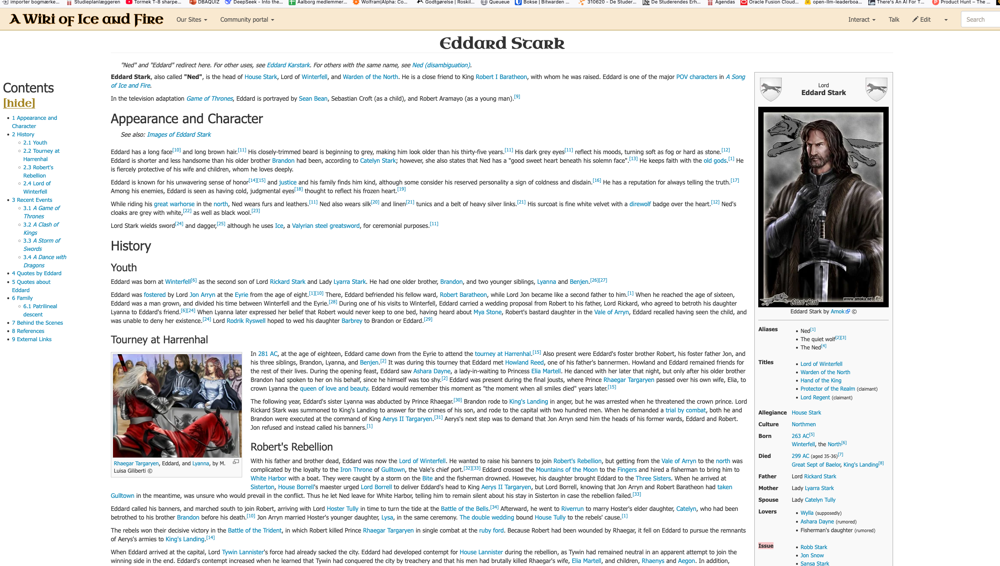 importer bogmærke...
Studieplanlæggeren
Tormek T-8 sharpe...
DBAQUIZ
DeepSeek - Into the...
Aalborg medlemmer...
Wolfram|Alpha: Co...
Godtgørelse | Roskil...
Queueue
Bokse | Bitwarden ...
310620 - De Studer...
De Studerendes Erh...
Agendas
Oracle Fusion Cloud...
open-llm-leaderboa...
There's An AI For T...
Product Hunt – The ...
A Wiki of Ice and Fire
Our Sites
Community portal
Interact
Talk
Edit
Search
Eddard Stark
"Ned" and "Eddard" redirect here. For other uses, see Eddard Karstark. For others with the same name, see Ned (disambiguation).
Eddard Stark, also called "Ned", is the head of House Stark, Lord of Winterfell, and Warden of the North. He is a close friend to King Robert I Baratheon, with whom he was raised. Eddard is one of the major POV characters in A Song
of Ice and Fire.
In the television adaptation Game of Thrones, Eddard is portrayed by Sean Bean, Sebastian Croft (as a child), and Robert Aramayo (as a young man).[9]
Contents
[hide]
1 Appearance and
Character
2 History
2.1 Youth
2.2 Tourney at
Harrenhal
2.3 Robert's
Rebellion
2.4 Lord of
Winterfell
3 Recent Events
3.1 A Game of
Thrones
3.2 A Clash of
Kings
3.3 A Storm of
Swords
3.4 A Dance with
Dragons
4 Quotes by Eddard
5 Quotes about
Eddard
6 Family
6.1 Patrilineal
descent
7 Behind the Scenes
8 References
9 External Links
Appearance and Character
See also: Images of Eddard Stark
Eddard has a long face[10] and long brown hair.[11] His closely-trimmed beard is beginning to grey, making him look older than his thirty-five years.[11] His dark grey eyes[11] reflect his moods, turning soft as fog or hard as stone.[12]
Eddard is shorter and less handsome than his older brother Brandon had been, according to Catelyn Stark; however, she also states that Ned has a "good sweet heart beneath his solemn face".[13] He keeps faith with the old gods.[1] He
is fiercely protective of his wife and children, whom he loves deeply.
Eddard is known for his unwavering sense of honor[14][15] and justice and his family finds him kind, although some consider his reserved personality a sign of coldness and disdain.[16] He has a reputation for always telling the truth.[17]
Among his enemies, Eddard is seen as having cold, judgmental eyes[18] thought to reflect his frozen heart.[19]
While riding his great warhorse in the north, Ned wears furs and leathers.[11] Ned also wears silk[20] and linen[21] tunics and a belt of heavy silver links.[21] His surcoat is fine white velvet with a direwolf badge over the heart.[12] Ned's
cloaks are grey with white,[22] as well as black wool.[23]
Lord Stark wields sword[24] and dagger,[25] although he uses Ice, a Valyrian steel greatsword, for ceremonial purposes.[11]
History
Youth
Eddard was born at Winterfell[6] as the second son of Lord Rickard Stark and Lady Lyarra Stark. He had one older brother, Brandon, and two younger siblings, Lyanna and Benjen.[26][27]
Eddard was fostered by Lord Jon Arryn at the Eyrie from the age of eight.[1][10] There, Eddard befriended his fellow ward, Robert Baratheon, while Lord Jon became like a second father to him.[1] When he reached the age of sixteen,
Eddard was a man grown, and divided his time between Winterfell and the Eyrie.[28] During one of his visits to Winterfell, Eddard carried a wedding proposal from Robert to his father, Lord Rickard, who agreed to betroth his daughter
Lyanna to Eddard's friend.[6][24] When Lyanna later expressed her belief that Robert would never keep to one bed, having heard about Mya Stone, Robert's bastard daughter in the Vale of Arryn, Eddard recalled having seen the child, and
was unable to deny her existence.[24] Lord Rodrik Ryswell hoped to wed his daughter Barbrey to Brandon or Eddard.[29]
Tourney at Harrenhal
In 281 AC, at the age of eighteen, Eddard came down from the Eyrie to attend the tourney at Harrenhal.[15] Also present were Eddard's foster brother Robert, his foster father Jon, and
his three siblings, Brandon, Lyanna, and Benjen.[2] It was during this tourney that Eddard met Howland Reed, one of his father's bannermen. Howland and Eddard remained friends for
the rest of their lives. During the opening feast, Eddard saw Ashara Dayne, a lady-in-waiting to Princess Elia Martell. He danced with her later that night, but only after his older brother
Brandon had spoken to her on his behalf, since he himself was too shy.[2] Eddard was present during the final jousts, where Prince Rhaegar Targaryen passed over his own wife, Elia, to
crown Lyanna the queen of love and beauty. Eddard would remember this moment as "the moment when all smiles died" years later.[15]
The following year, Eddard's sister Lyanna was abducted by Prince Rhaegar.[30] Brandon rode to King's Landing in anger, but he was arrested when he threatened the crown prince. Lord
Rickard Stark was summoned to King's Landing to answer for the crimes of his son, and rode to the capital with two hundred men. When he demanded a trial by combat, both he and
Brandon were executed at the command of King Aerys II Targaryen.[31] Aerys's next step was to demand that Jon Arryn send him the heads of his former wards, Eddard and Robert.
Jon refused and instead called his banners.[1]
Rhaegar Targaryen, Eddard, and Lyanna, by M.
Luisa Giliberti ©
Robert's Rebellion
With his father and brother dead, Eddard was now the Lord of Winterfell. He wanted to raise his banners to join Robert's Rebellion, but getting from the Vale of Arryn to the north was
complicated by the loyalty to the Iron Throne of Gulltown, the Vale's chief port.[32][33] Eddard crossed the Mountains of the Moon to the Fingers and hired a fisherman to bring him to
White Harbor with a boat. They were caught by a storm on the Bite and the fisherman drowned. However, his daughter brought Eddard to the Three Sisters. When he arrived at
Sisterton, House Borrell's maester urged Lord Borrell to deliver Eddard's head to King Aerys II Targaryen, but Lord Borrell, knowing that Jon Arryn and Robert Baratheon had taken
Gulltown in the meantime, was unsure who would prevail in the conflict. Thus he let Ned leave for White Harbor, telling him to remain silent about his stay in Sisterton in case the rebellion failed.[33]
Eddard called his banners, and marched south to join Robert, arriving with Lord Hoster Tully in time to turn the tide at the Battle of the Bells.[34] Afterward, he went to Riverrun to marry Hoster's elder daughter, Catelyn, who had been
betrothed to his brother Brandon before his death.[10] Jon Arryn married Hoster's younger daughter, Lysa, in the same ceremony. The double wedding bound House Tully to the rebels' cause.[1]
The rebels won their decisive victory in the Battle of the Trident, in which Robert killed Prince Rhaegar Targaryen in single combat at the ruby ford. Because Robert had been wounded by Rhaegar, it fell on Eddard to pursue the remnants
of Aerys's armies to King's Landing.[14]
When Eddard arrived at the capital, Lord Tywin Lannister's force had already sacked the city. Eddard had developed contempt for House Lannister during the rebellion, as Tywin had remained neutral in an apparent attempt to join the
winning side in the end. Eddard's contempt increased when he learned that Tywin had conquered the city by treachery and that his men had brutally killed Rhaegar's wife, Elia Martell, and children, Rhaenys and Aegon. In addition,
Lord
Eddard Stark
Eddard Stark
www.amoka.net
Eddard Stark by Amok ©
Aliases
Ned[1]
The quiet wolf[2][3]
The Ned[4]
Titles
Lord of Winterfell
Warden of the North
Hand of the King
Protector of the Realm (claimant)
Lord Regent (claimant)
Allegiance House Stark
Culture Northmen
Born 263 AC[5]
Winterfell, the North[6]
Died 299 AC (aged 35-36)[7]
Great Sept of Baelor, King's Landing[8]
Father Lord Rickard Stark
Mother Lady Lyarra Stark
Spouse Lady Catelyn Tully
Lovers
Wylla (supposedly)
Ashara Dayne (rumored)
Fisherman's daughter (rumored)
Issue
Robb Stark
Jon Snow
Sansa Stark